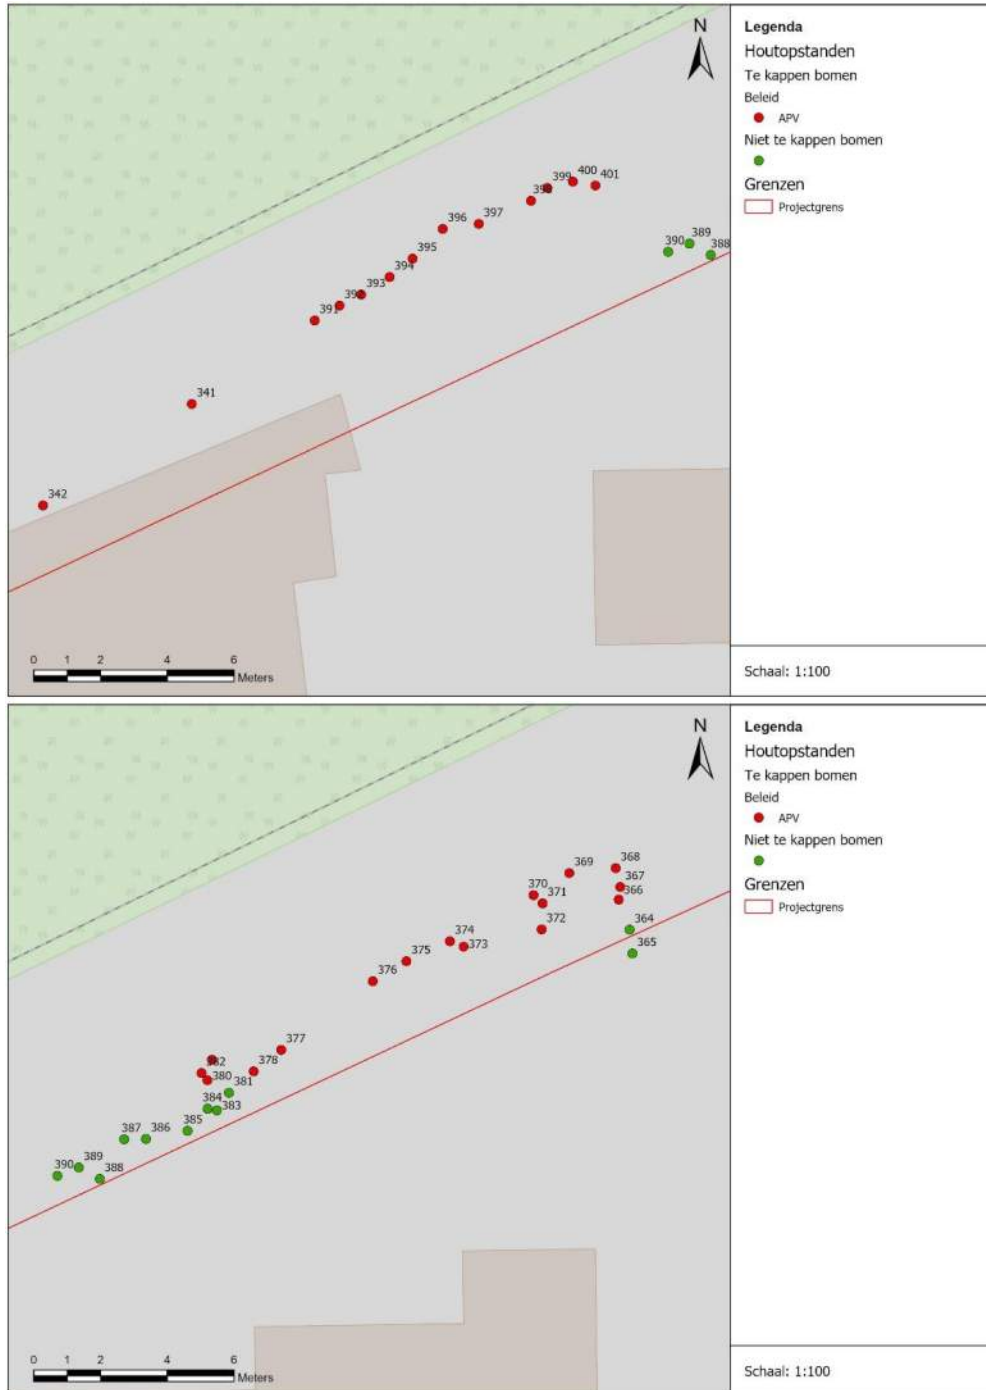 N
Legenda
Houtopstanden
Te kappen bomen
Beleid
APV
Niet te kappen bomen
Grenzen
Projectgrens
400
399
401
398
396
397
389
390
388
395
394
393
392
391
341
342
0 1 2 4 6
Meters
Schaal: 1:100
N
Legenda
Houtopstanden
Te kappen bomen
Beleid
APV
Niet te kappen bomen
Grenzen
Projectgrens
368
369
367
370
371
366
372
364
374
373
365
375
376
377
382
378
380
381
384
383
385
387
386
389
390
388
0 1 2 4 6
Meters
Schaal: 1:100